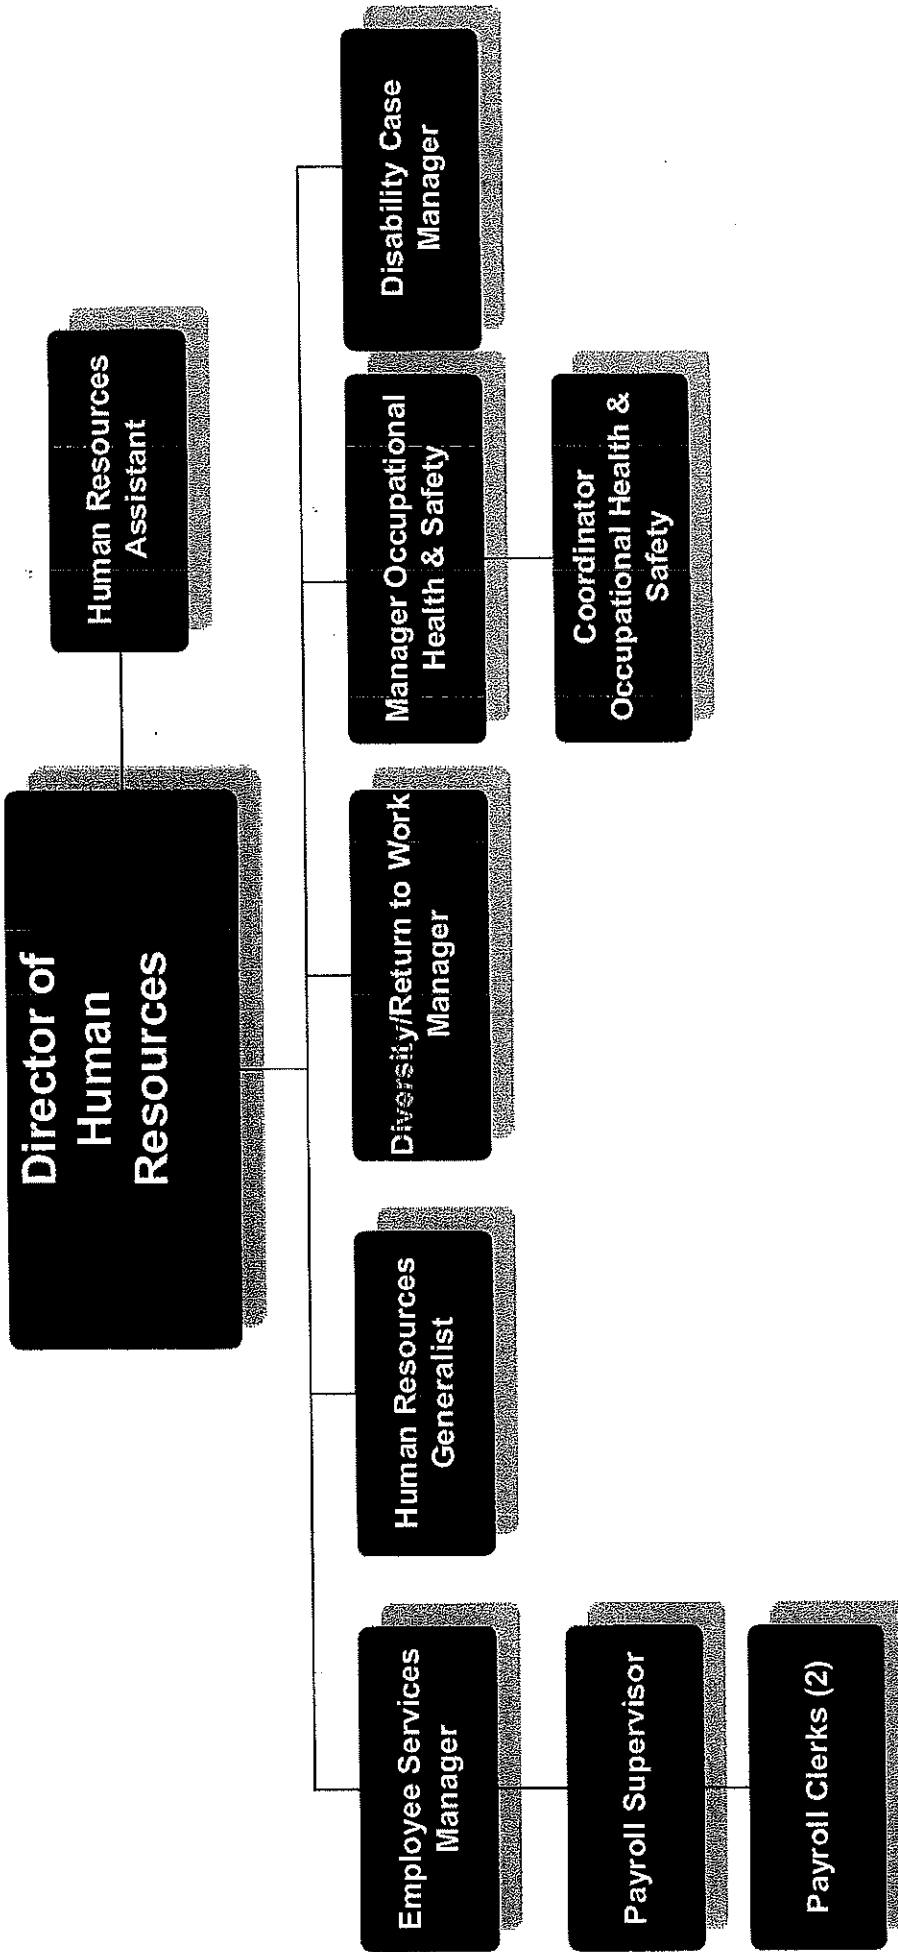 Director of
Human
Resources
Human Resources
Assistant
Employee Services
Manager
Human Resources
Generalist
Diversity/Return to Work
Manager
Manager Occupational
Health & Safety
Disability Case
Manager
Payroll Supervisor
Coordinator
Occupational Health &
Safety
Payroll Clerks (2)